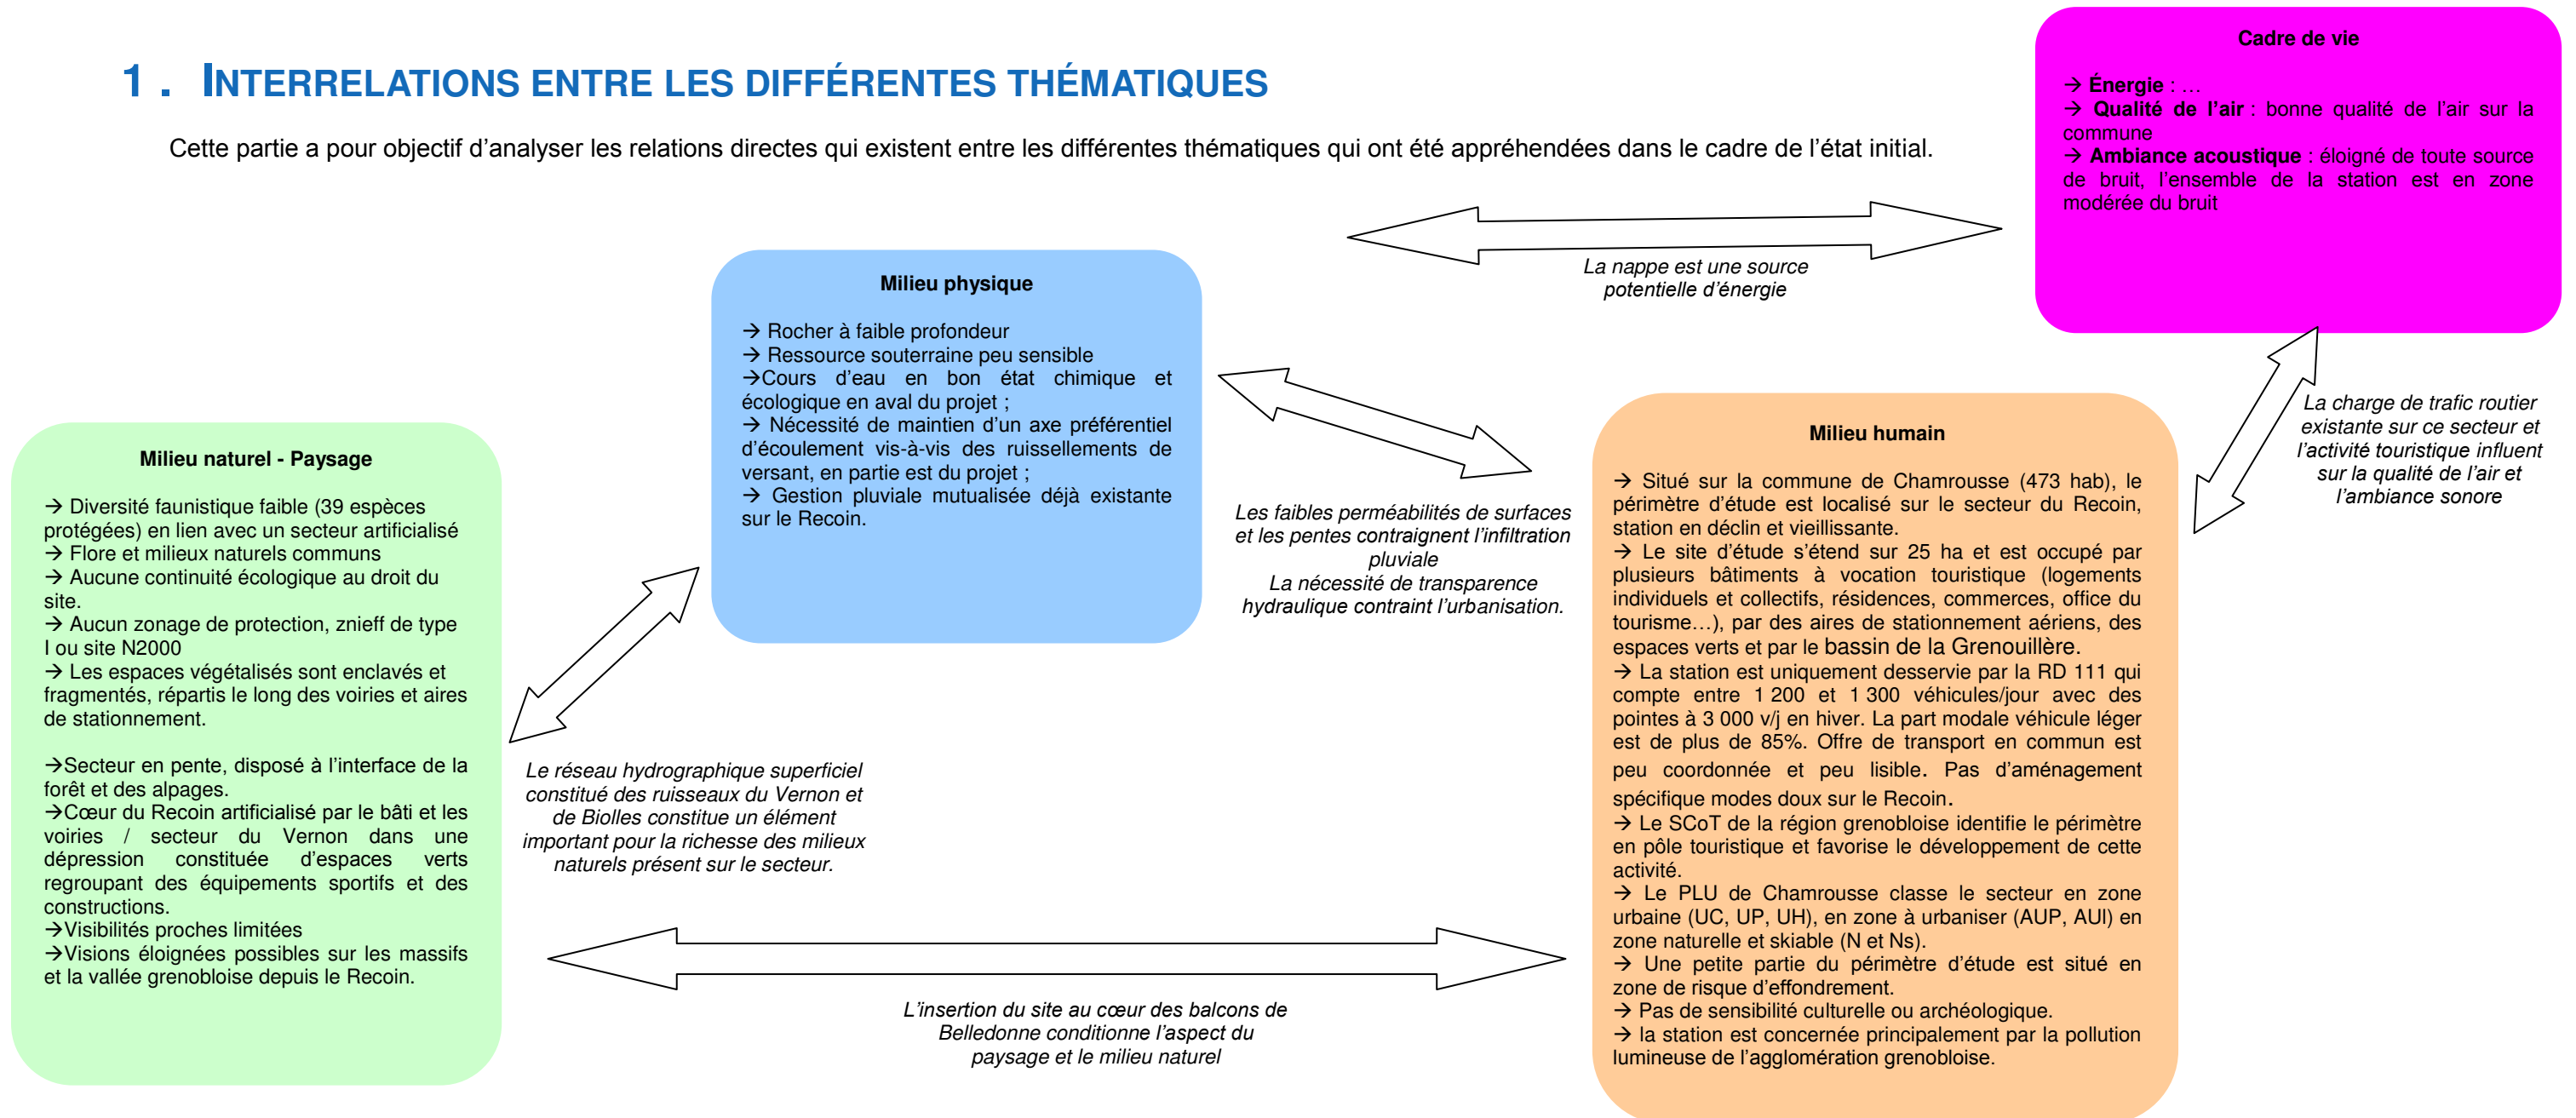 1 . INTERRELATIONS ENTRE LES DIFFÉRENTES THÉMATIQUES
Cette partie a pour objectif d'analyser les relations directes qui existent entre les différentes thématiques qui ont été appréhendées dans le cadre de l'état initial.
Cadre de vie
→ Énergie : …
→ Qualité de l'air : bonne qualité de l'air sur la
commune
→ Ambiance acoustique : éloigné de toute source
de bruit, l'ensemble de la station est en zone
modérée du bruit
La nappe est une source
potentielle d'énergie
Milieu physique
→ Rocher à faible profondeur
→ Ressource souterraine peu sensible
→Cours d'eau en bon état chimique et
écologique en aval du projet ;
→ Nécessité de maintien d'un axe préférentiel
d'écoulement vis-à-vis des ruissellements de
versant, en partie est du projet ;
→ Gestion pluviale mutualisée déjà existante
sur le Recoin.
La charge de trafic routier
existante sur ce secteur et
l'activité touristique influent
sur la qualité de l'air et
l'ambiance sonore
Milieu naturel - Paysage
→ Diversité faunistique faible (39 espèces
protégées) en lien avec un secteur artificialisé
→ Flore et milieux naturels communs
→ Aucune continuité écologique au droit du
site.
→ Aucun zonage de protection, znieff de type
I ou site N2000
→ Les espaces végétalisés sont enclavés et
fragmentés, répartis le long des voiries et aires
de stationnement.
→Secteur en pente, disposé à l'interface de la
forêt et des alpages.
→Cœur du Recoin artificialisé par le bâti et les
voiries / secteur du Vernon dans une
dépression constituée d'espaces verts
regroupant des équipements sportifs et des
constructions.
→Visibilités proches limitées
→Visions éloignées possibles sur les massifs
et la vallée grenobloise depuis le Recoin.
Les faibles perméabilités de surfaces
et les pentes contraignent l'infiltration
pluviale
La nécessité de transparence
hydraulique contraint l'urbanisation.
Milieu humain
→ Situé sur la commune de Chamrousse (473 hab), le
périmètre d'étude est localisé sur le secteur du Recoin,
station en déclin et vieillissante.
→ Le site d'étude s'étend sur 25 ha et est occupé par
plusieurs bâtiments à vocation touristique (logements
individuels et collectifs, résidences, commerces, office du
tourisme…), par des aires de stationnement aériens, des
espaces verts et par le bassin de la Grenouillère.
→ La station est uniquement desservie par la RD 111 qui
compte entre 1 200 et 1 300 véhicules/jour avec des
pointes à 3 000 v/j en hiver. La part modale véhicule léger
est de plus de 85%. Offre de transport en commun est
peu coordonnée et peu lisible. Pas d'aménagement
spécifique modes doux sur le Recoin.
→ Le SCoT de la région grenobloise identifie le périmètre
en pôle touristique et favorise le développement de cette
activité.
→ Le PLU de Chamrousse classe le secteur en zone
urbaine (UC, UP, UH), en zone à urbaniser (AUP, AUI) en
zone naturelle et skiable (N et Ns).
→ Une petite partie du périmètre d'étude est situé en
zone de risque d'effondrement.
→ Pas de sensibilité culturelle ou archéologique.
→ la station est concernée principalement par la pollution
lumineuse de l'agglomération grenobloise.
Le réseau hydrographique superficiel
constitué des ruisseaux du Vernon et
de Biolles constitue un élément
important pour la richesse des milieux
naturels présent sur le secteur.
L'insertion du site au cœur des balcons de
Belledonne conditionne l'aspect du
paysage et le milieu naturel